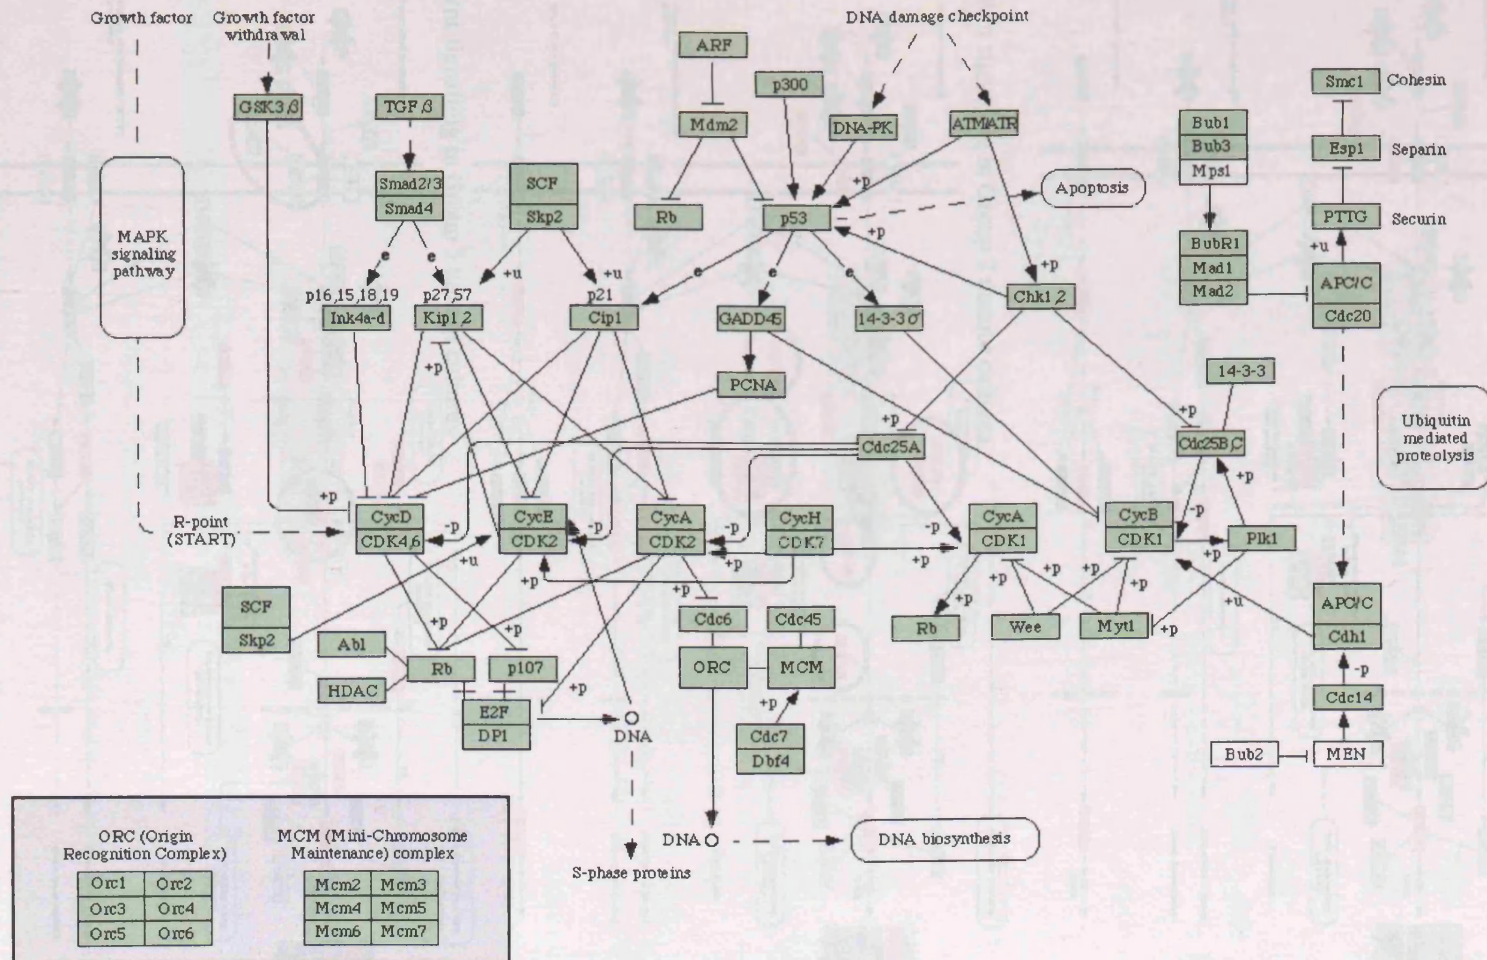 Growth factor
Growth factor
withdrawal
DNA damage checkpoint
ARF
p300
Smc1
Cohesin
GSK3β
TGFβ
Mdm2
DNA-PK
ATM/ATR
Bub1
Bub3
Mps1
Esp1
Separin
+p
Apoptosis
Smad2/3
Smad4
SCF
Skp2
Rb
p53
PTTG
Securin
MAPK
signaling
pathway
e
e
+u
+u
e
e
e
+p
+p
+u
BubR1
Mad1
Mad2
APC/C
Cdc20
p16,15,18,19
Ink4a-d
p27,57
Kip1,2
p21
Cip1
GADD45
14-3-3σ
Chk1,2
+p
PCNA
14-3-3
+p
+p
Cdc25A
Cdc25B,C
Ubiquitin
mediated
proteolysis
+p
+p
R-point
(START)
CycD
CDK4,6
-p
CycE
CDK2
-p
CycA
CDK2
-p
CycH
CDK7
-p
CycA
CDK1
CycB
CDK1
-p
+p
Plk1
+u
+p
+p
+p
+p
+p
+p
+p
+p
+u
SCF
Skp2
+p
+p
Cdc6
Cdc45
Rb
Wee
Myt1
+p
APC/C
Cdh1
Abl
HDAC
Rb
p107
ORC
MCM
-p
+p
+p
Cdc14
E2F
DP1
DNA
Cdc7
Dbf4
Bub2
MEN
DNA
DNA biosynthesis
S-phase proteins
ORC (Origin
Recognition Complex)
Orc1 Orc2
Orc3 Orc4
Orc5 Orc6
MCM (Mini-Chromosome
Maintenance) complex
Mcm2 Mcm3
Mcm4 Mcm5
Mcm6 Mcm7